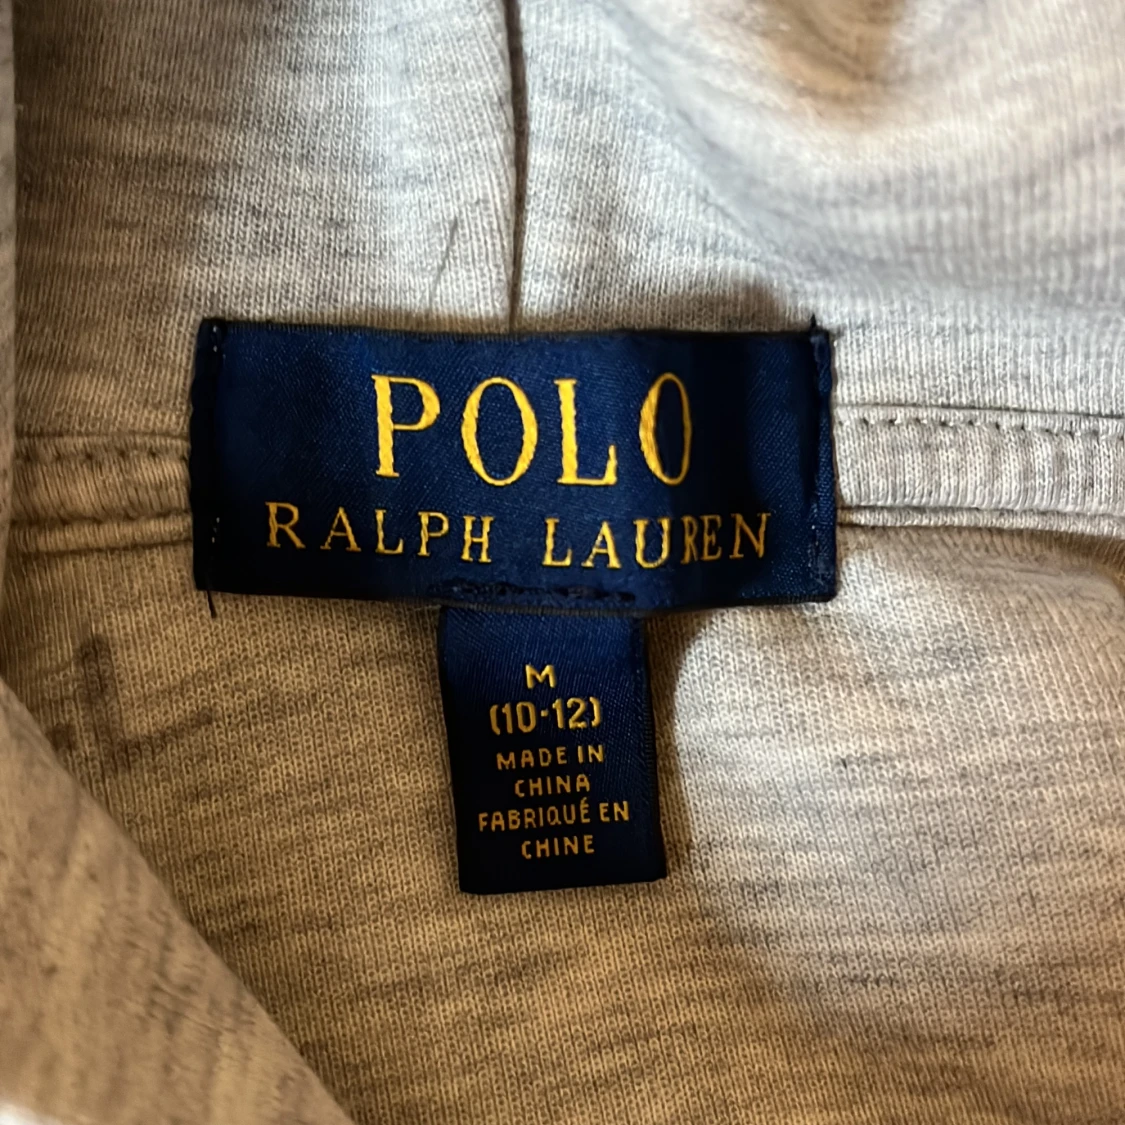 POLO
RALPH LAUREN
M
(10-12)
MADE IN
CHINA
FABRIQUÉ EN
CHINE